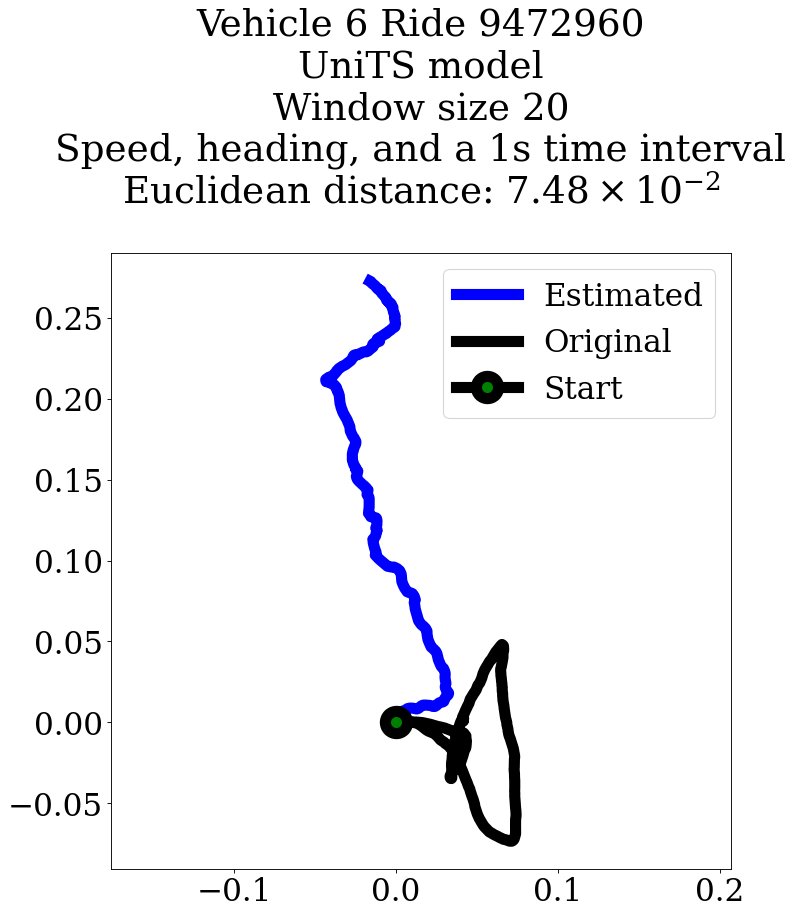 Vehicle 6 Ride 9472960
UniTS model
Window size 20
Speed, heading, and a 1s time interval
Euclidean distance: 7.48 × 10⁻²
Estimated
Original
Start
0.25
0.20
0.15
0.10
0.05
0.00
−0.05
−0.1
0.0
0.1
0.2